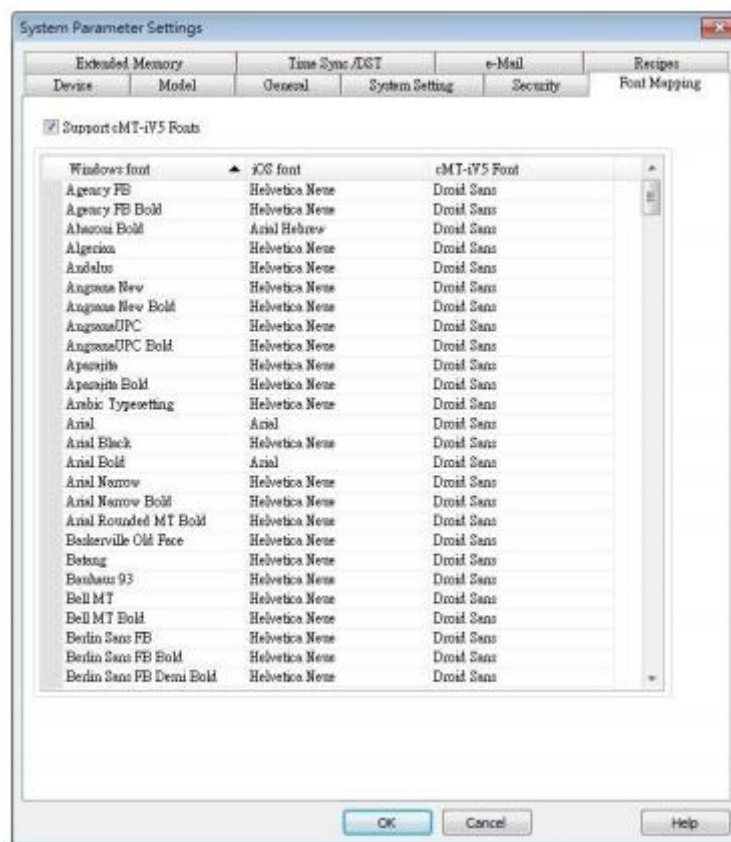 System Parameter Settings
Extended Memory Time Sync./DST e-Mail Recipes
Device Model General System Setting Security Font Mapping
Support cMT-iV5 Fonts
Windows font iOS font cMT-iV5 Font
Agency FB Helvetica Neue Droid Sans
Agency FB Bold Helvetica Neue Droid Sans
Aharoni Bold Arial Hebrew Droid Sans
Algerian Helvetica Neue Droid Sans
Andalus Helvetica Neue Droid Sans
Angsana New Helvetica Neue Droid Sans
Angsana New Bold Helvetica Neue Droid Sans
AngsanaUPC Helvetica Neue Droid Sans
AngsanaUPC Bold Helvetica Neue Droid Sans
Aparajita Helvetica Neue Droid Sans
Aparajita Bold Helvetica Neue Droid Sans
Arabic Typesetting Helvetica Neue Droid Sans
Arial Arial Droid Sans
Arial Black Helvetica Neue Droid Sans
Arial Bold Arial Droid Sans
Arial Narrow Helvetica Neue Droid Sans
Arial Narrow Bold Helvetica Neue Droid Sans
Arial Rounded MT Bold Helvetica Neue Droid Sans
Baskerville Old Face Helvetica Neue Droid Sans
Batang Helvetica Neue Droid Sans
Bauhaus 93 Helvetica Neue Droid Sans
Bell MT Helvetica Neue Droid Sans
Bell MT Bold Helvetica Neue Droid Sans
Berlin Sans FB Helvetica Neue Droid Sans
Berlin Sans FB Bold Helvetica Neue Droid Sans
Berlin Sans FB Demi Bold Helvetica Neue Droid Sans
OK Cancel Help